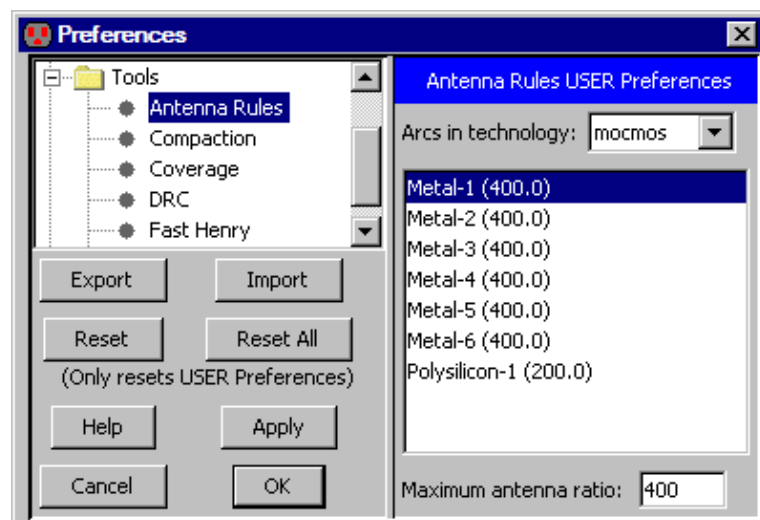 Preferences
Tools
Antenna Rules
Compaction
Coverage
DRC
Fast Henry
Export Import
Reset Reset All
(Only resets USER Preferences)
Help Apply
Cancel OK
Antenna Rules USER Preferences
Arcs in technology: mocmos
Metal-1 (400.0)
Metal-2 (400.0)
Metal-3 (400.0)
Metal-4 (400.0)
Metal-5 (400.0)
Metal-6 (400.0)
Polysilicon-1 (200.0)
Maximum antenna ratio: 400